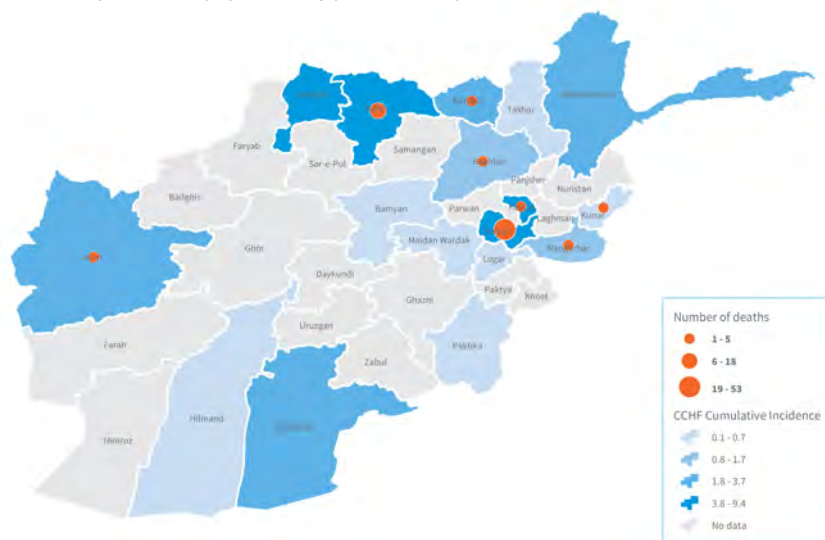 Takhar
Faryab
Samangan
Sar-e-Pul
Panjsher
Nuristan
Badghis
Bamyan
Parwan
Laghman
Kunar
Ghor
Maidan Wardak
Logar
Daykundi
Paktya
Ghazni
Khost
Uruzgan
Farah
Zabul
Paktika
Hilmand
Nimroz
Number of deaths
1 - 5
6 - 18
19 - 53
CCHF Cumulative Incidence
0.1 - 0.7
0.8 - 1.7
1.8 - 3.7
3.8 - 9.4
No data